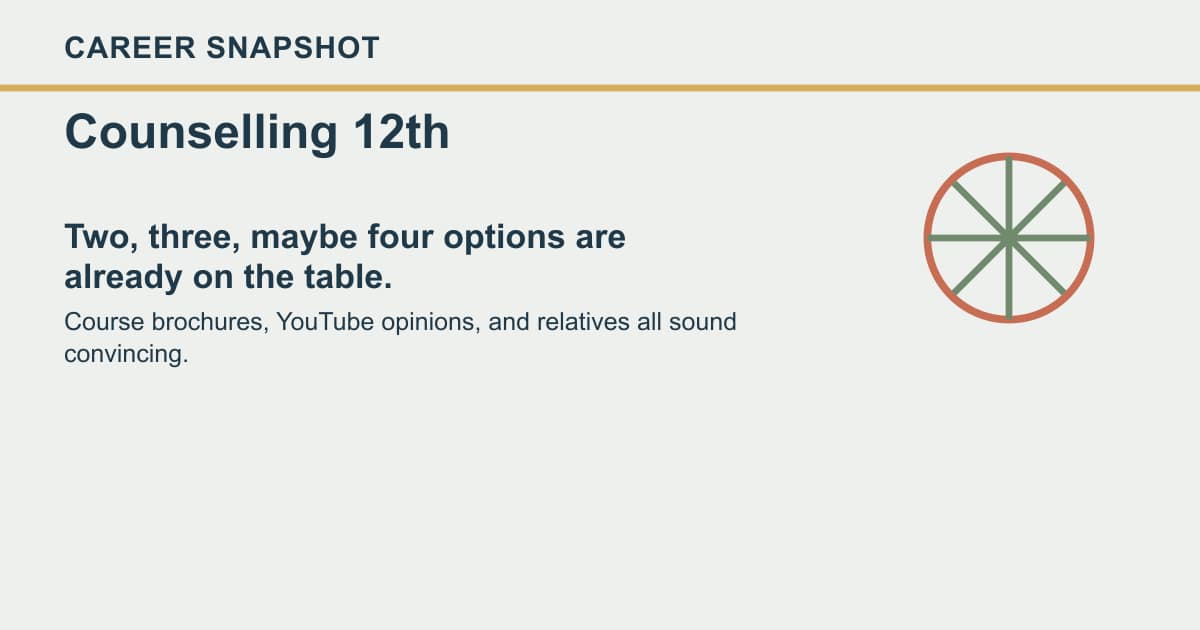 CAREER SNAPSHOT
Counselling 12th
Two, three, maybe four options are
already on the table.
Course brochures, YouTube opinions, and relatives all sound
convincing.